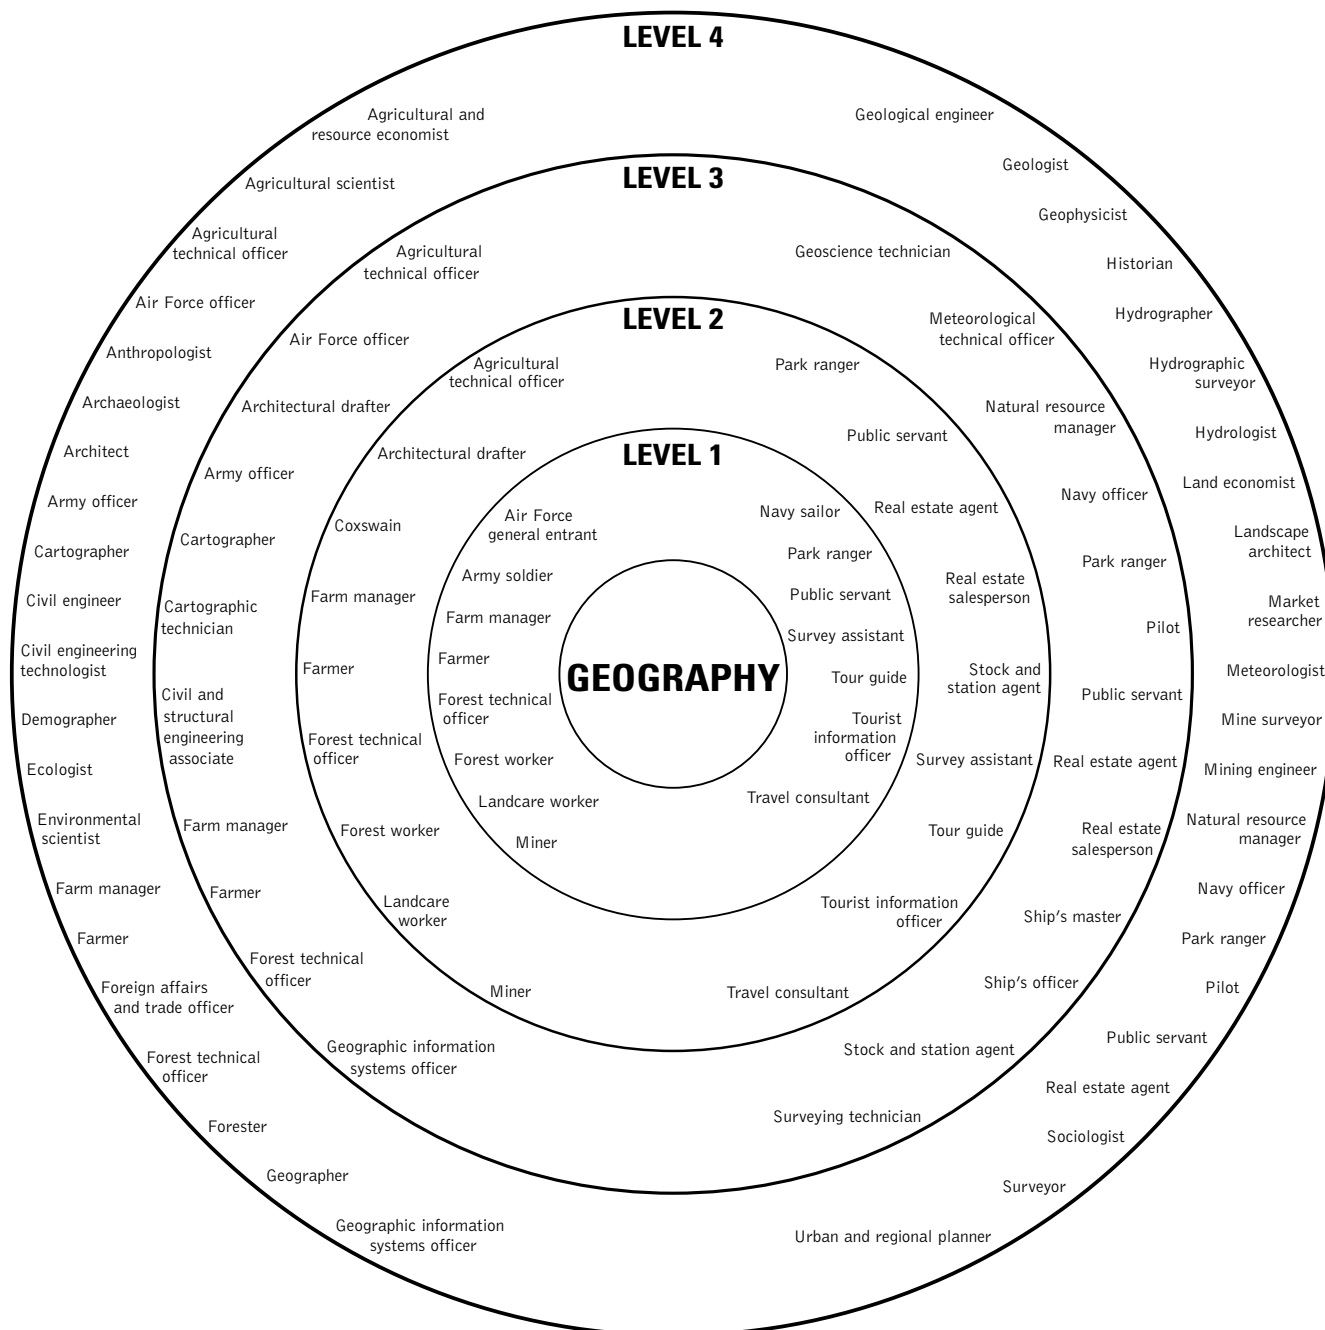 LEVEL 4
Agricultural and
resource economist
Agricultural scientist
Agricultural
technical officer
Air Force officer
Anthropologist
Archaeologist
Architect
Army officer
Cartographer
Civil engineer
Civil engineering
technologist
Demographer
Ecologist
Environmental
scientist
Farm manager
Farmer
Foreign affairs
and trade officer
Forest technical
officer
Forester
Geographer
Geographic information
systems officer
Geological engineer
Geologist
Geophysicist
Historian
Hydrographer
Hydrographic
surveyor
Hydrologist
Land economist
Landscape
architect
Market
researcher
Meteorologist
Mine surveyor
Mining engineer
Natural resource
manager
Navy officer
Park ranger
Pilot
Public servant
Real estate agent
Sociologist
Surveyor
Urban and regional planner
LEVEL 3
Agricultural
technical officer
Air Force officer
Architectural drafter
Army officer
Cartographer
Cartographic
technician
Civil and
structural
engineering
associate
Farm manager
Farmer
Forest technical
officer
Geographic information
systems officer
Geoscience technician
Meteorological
technical officer
Natural resource
manager
Navy officer
Park ranger
Pilot
Public servant
Real estate agent
Real estate
salesperson
Ship's master
Ship's officer
Stock and station agent
Surveying technician
LEVEL 2
Agricultural
technical officer
Architectural drafter
Coxswain
Farm manager
Farmer
Forest technical
officer
Forest worker
Landcare
worker
Miner
Park ranger
Public servant
Real estate agent
Real estate
salesperson
Stock and
station agent
Survey assistant
Tour guide
Tourist information
officer
Travel consultant
LEVEL 1
Air Force
general entrant
Army soldier
Farm manager
Farmer
Forest technical
officer
Forest worker
Landcare worker
Miner
Navy sailor
Park ranger
Public servant
Survey assistant
Tour guide
Tourist
information
officer
Travel consultant
GEOGRAPHY